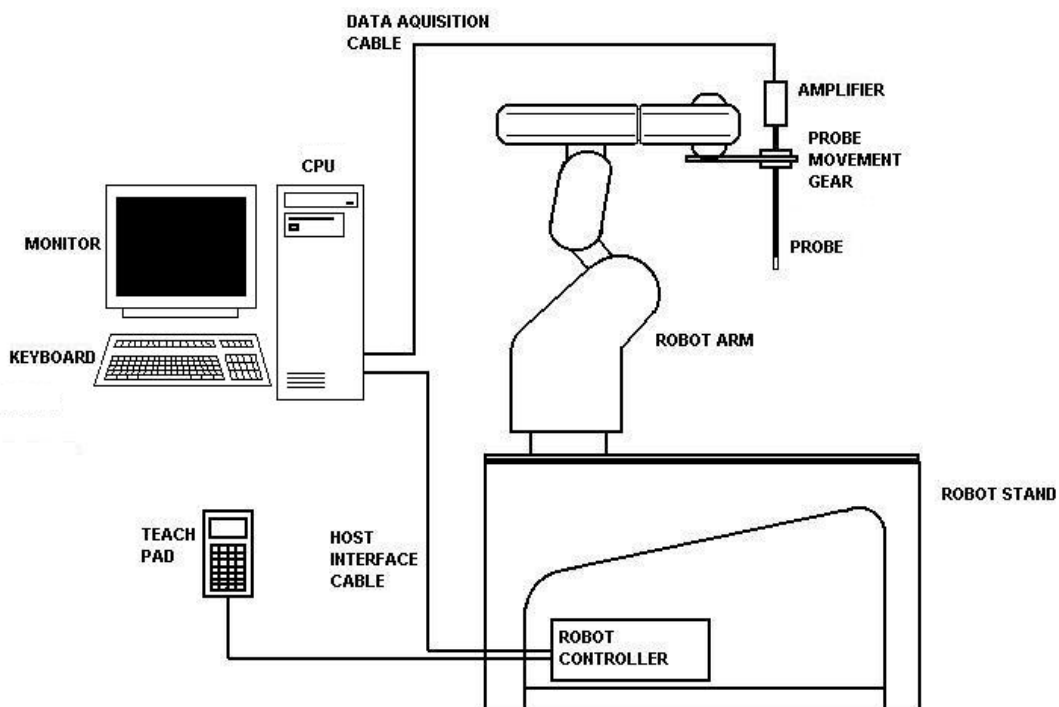 DATA AQUISITION
CABLE
AMPLIFIER
PROBE
MOVEMENT
GEAR
CPU
MONITOR
PROBE
KEYBOARD
ROBOT ARM
ROBOT STAND
TEACH
PAD
HOST
INTERFACE
CABLE
ROBOT
CONTROLLER